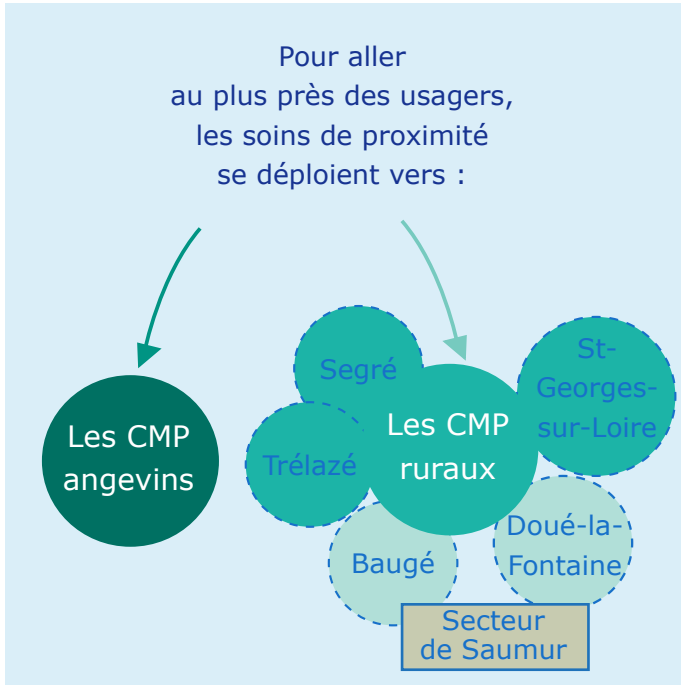 Pour aller
au plus près des usagers,
les soins de proximité
se déploient vers :
Les CMP
angevins
Segré
Trélazé
Les CMP
ruraux
St-
Georges-
sur-Loire
Baugé
Doué-la-
Fontaine
Secteur
de Saumur